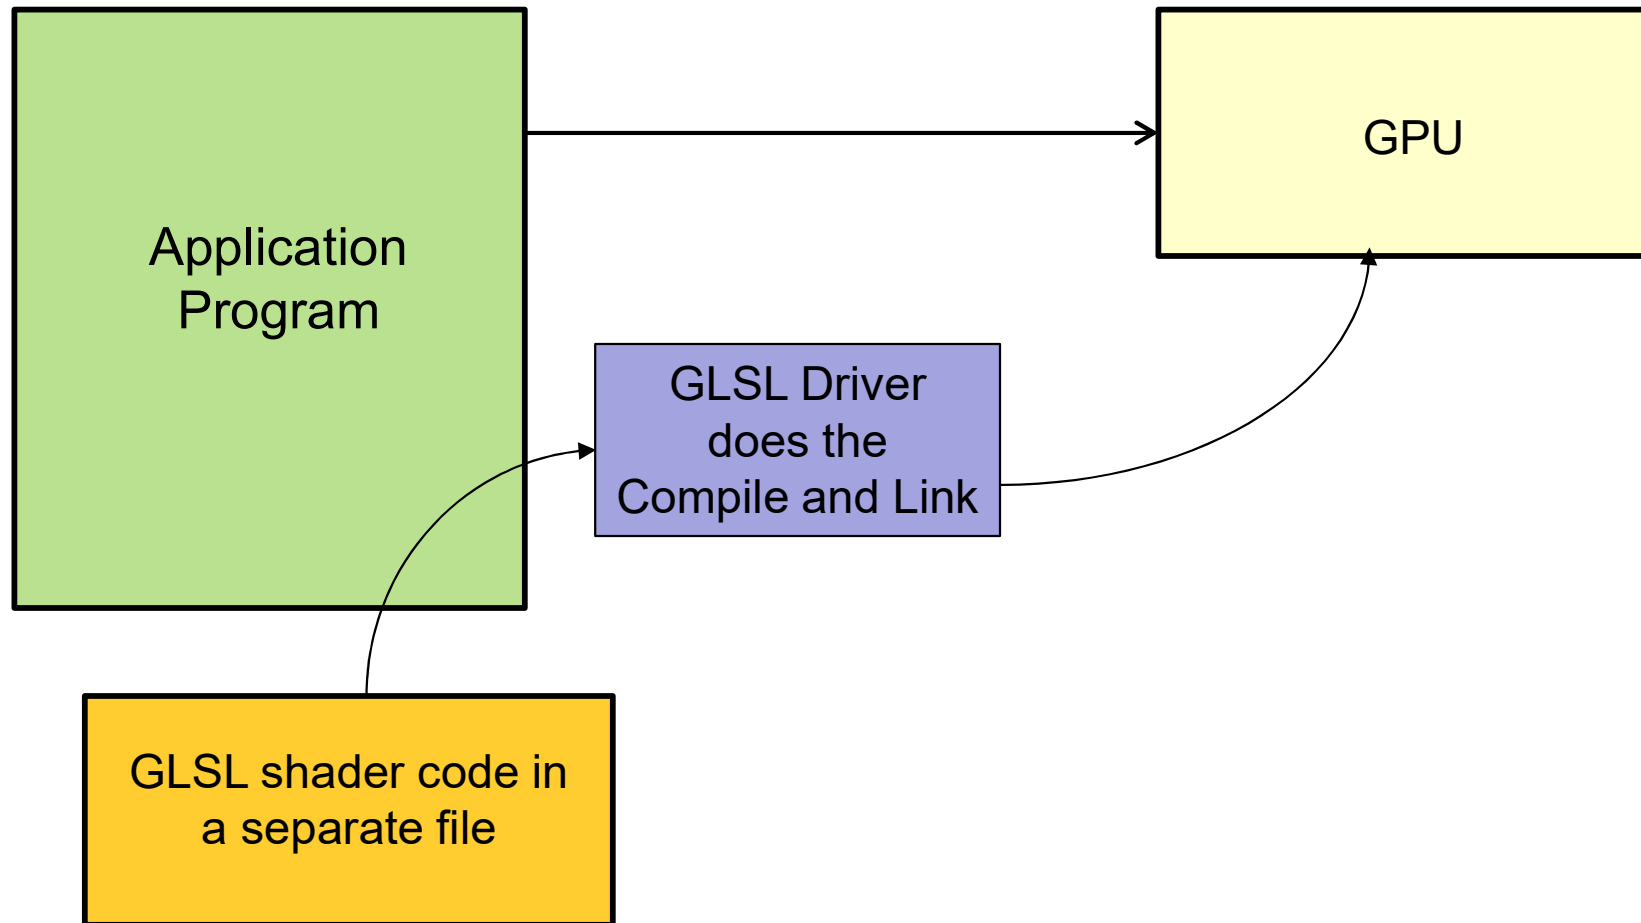 Application
Program
GPU
GLSL Driver
does the
Compile and Link
GLSL shader code in
a separate file